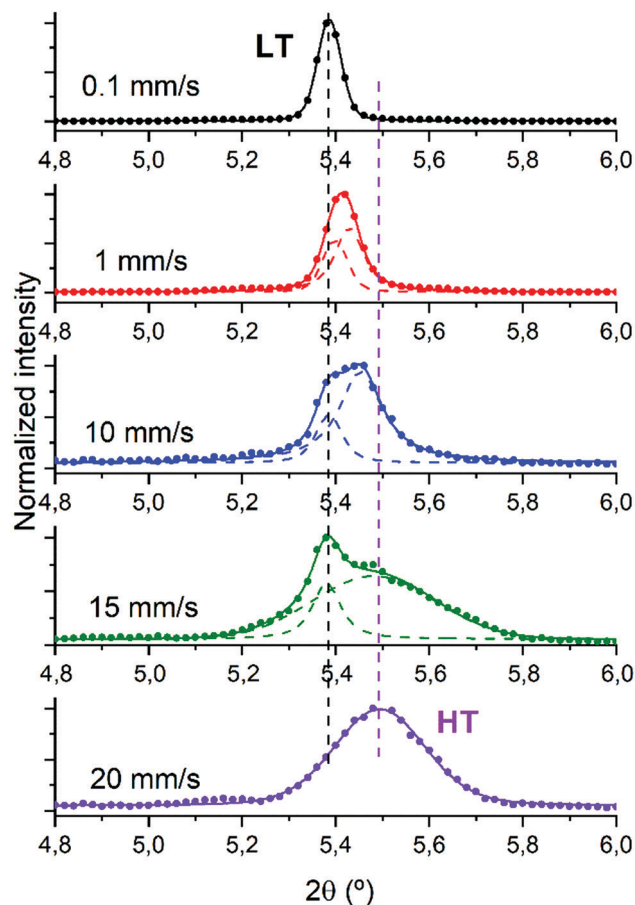 LT
0.1 mm/s
4,8 5,0 5,2 5,4 5,6 5,8 6,0
1 mm/s
4,8 5,0 5,2 5,4 5,6 5,8 6,0
Normalized intensity
10 mm/s
4,8 5,0 5,2 5,4 5,6 5,8 6,0
15 mm/s
4,8 5,0 5,2 5,4 5,6 5,8 6,0
HT
20 mm/s
4,8 5,0 5,2 5,4 5,6 5,8 6,0
2θ (º)